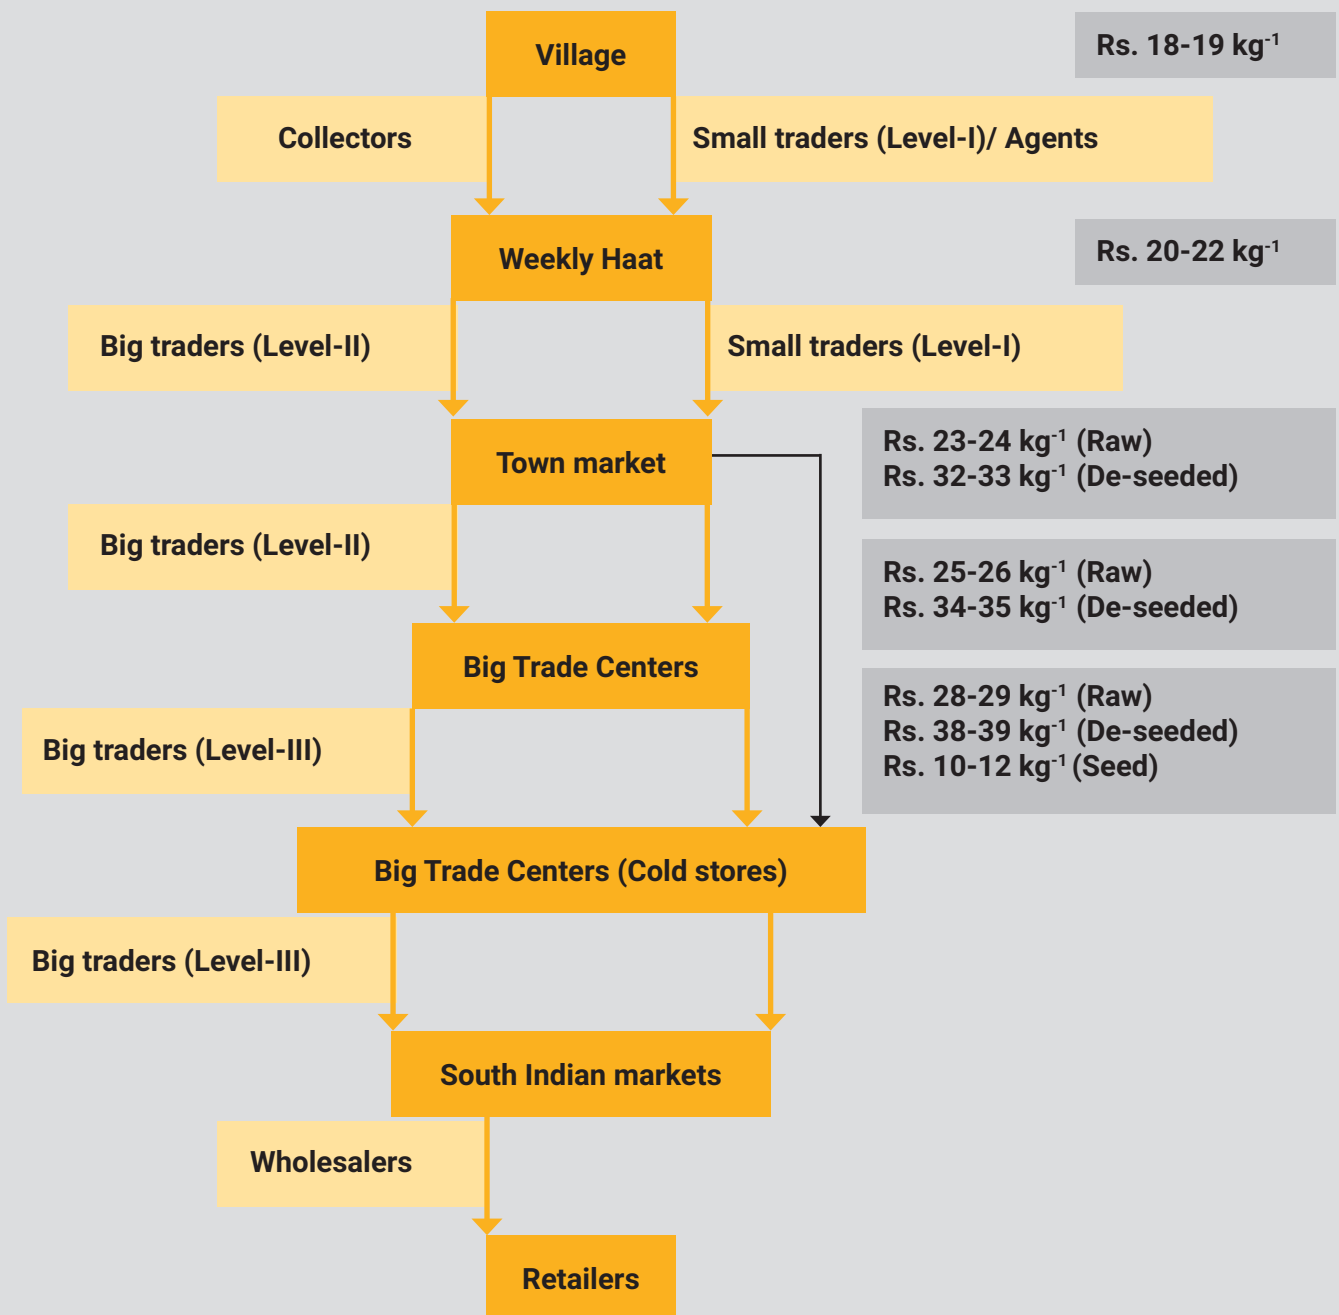 Village
Rs. 18-19 kg⁻¹
Collectors
Small traders (Level-I)/ Agents
Weekly Haat
Rs. 20-22 kg⁻¹
Big traders (Level-II)
Small traders (Level-I)
Town market
Rs. 23-24 kg⁻¹ (Raw)
Rs. 32-33 kg⁻¹ (De-seeded)
Big traders (Level-II)
Rs. 25-26 kg⁻¹ (Raw)
Rs. 34-35 kg⁻¹ (De-seeded)
Big Trade Centers
Rs. 28-29 kg⁻¹ (Raw)
Rs. 38-39 kg⁻¹ (De-seeded)
Rs. 10-12 kg⁻¹ (Seed)
Big traders (Level-III)
Big Trade Centers (Cold stores)
Big traders (Level-III)
South Indian markets
Wholesalers
Retailers